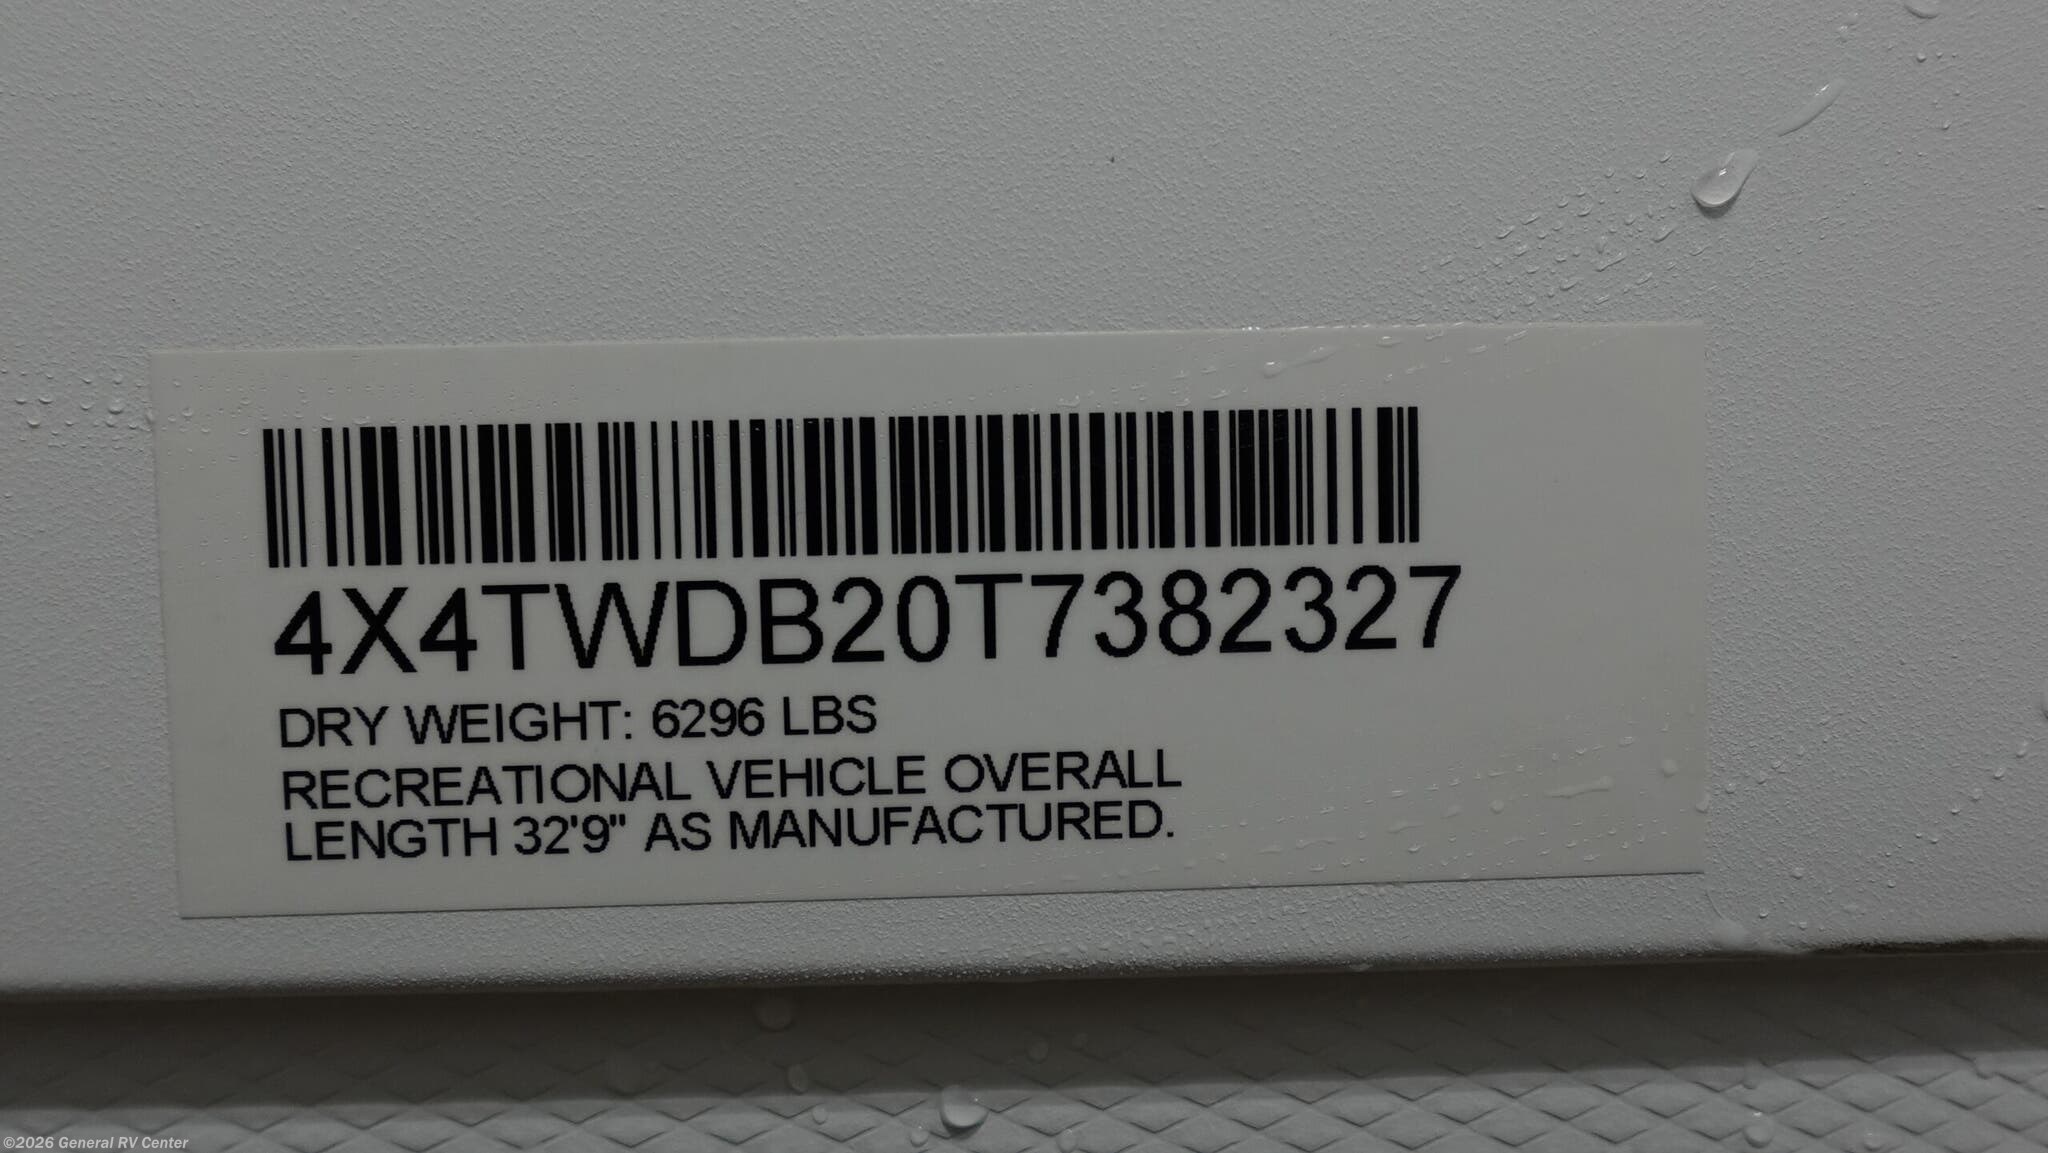 4X4TWDB20T7382327
DRY WEIGHT: 6296 LBS
RECREATIONAL VEHICLE OVERALL
LENGTH 32'9" AS MANUFACTURED.
©2026 General RV Center